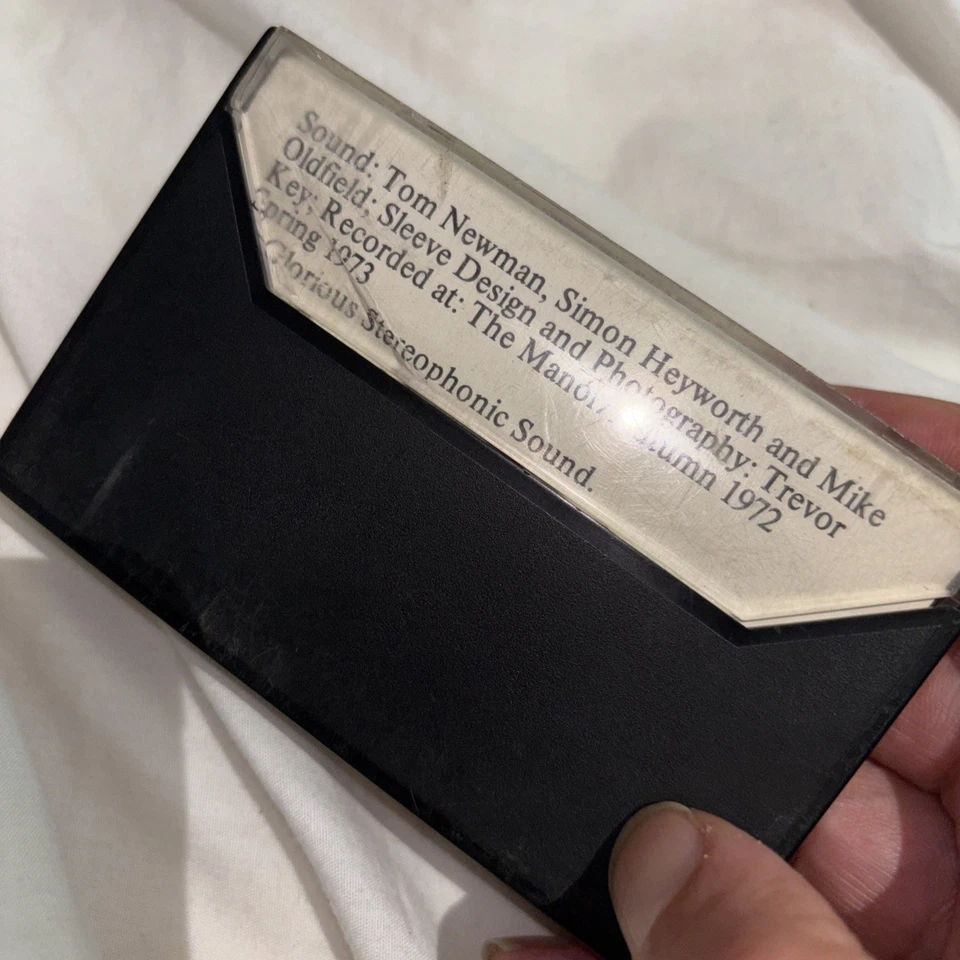 Sound: Tom Newman, Simon Heyworth and Mike
Oldfield; Sleeve Design and Photography: Trevor
Key; Recorded at: The Manor, Autumn 1972
Spring 1973
Glorious Stereophonic Sound.